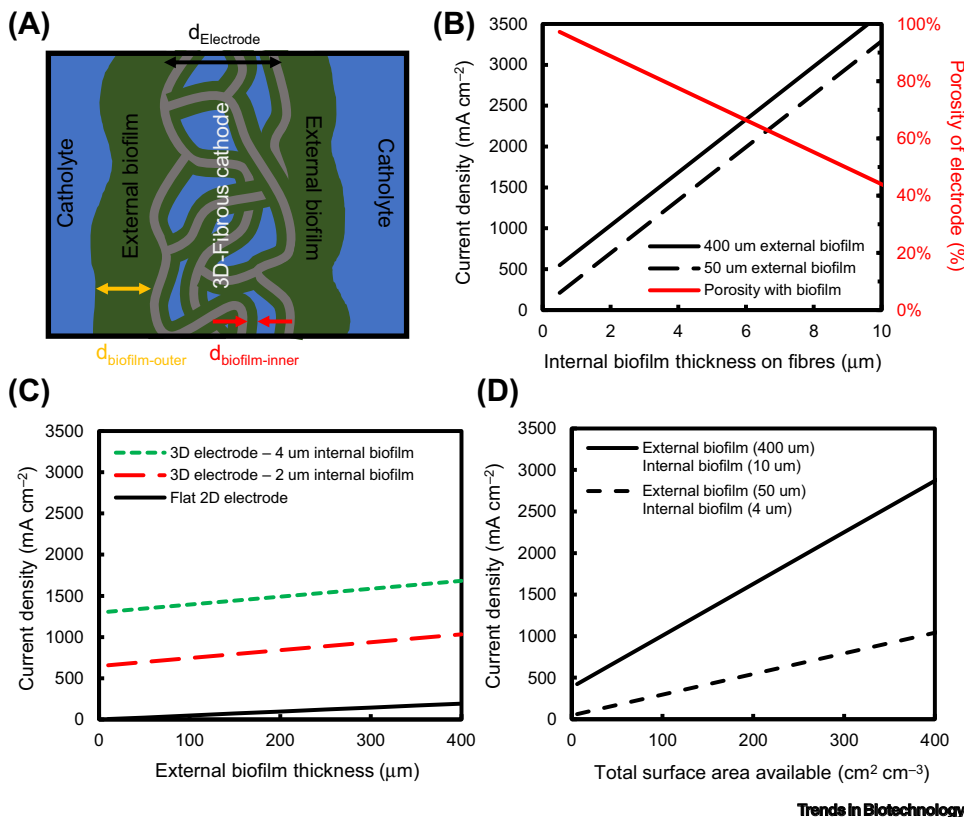 (A)
d_Electrode
Catholyte
External biofilm
3D-Fibrous cathode
External biofilm
Catholyte
d_biofilm-outer
d_biofilm-inner
(B)
3500
3000
2500
2000
1500
1000
500
0
Current density (mA cm⁻²)
100%
80%
60%
40%
20%
0%
Porosity of
electrode (%)
400 um external biofilm
50 um external biofilm
Porosity with biofilm
0 2 4 6 8 10
Internal biofilm thickness on fibres (μm)
(C)
3500
3000
2500
2000
1500
1000
500
0
Current density (mA cm⁻²)
3D electrode – 4 um internal biofilm
3D electrode – 2 um internal biofilm
Flat 2D electrode
0 100 200 300 400
External biofilm thickness (μm)
(D)
3500
3000
2500
2000
1500
1000
500
0
Current density (mA cm⁻²)
External biofilm (400 um)
Internal biofilm (10 um)
External biofilm (50 um)
Internal biofilm (4 um)
0 100 200 300 400
Total surface area available (cm² cm⁻³)
Trends in Biotechnology